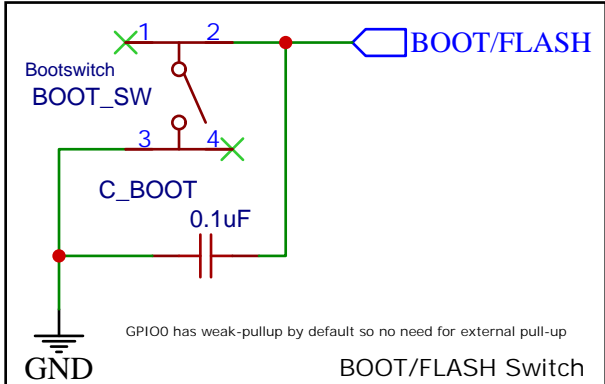 1 2
BOOT/FLASH
Bootswitch
BOOT_SW
3 4
C_BOOT
0.1uF
GPIO0 has weak-pullup by default so no need for external pull-up
GND
BOOT/FLASH Switch